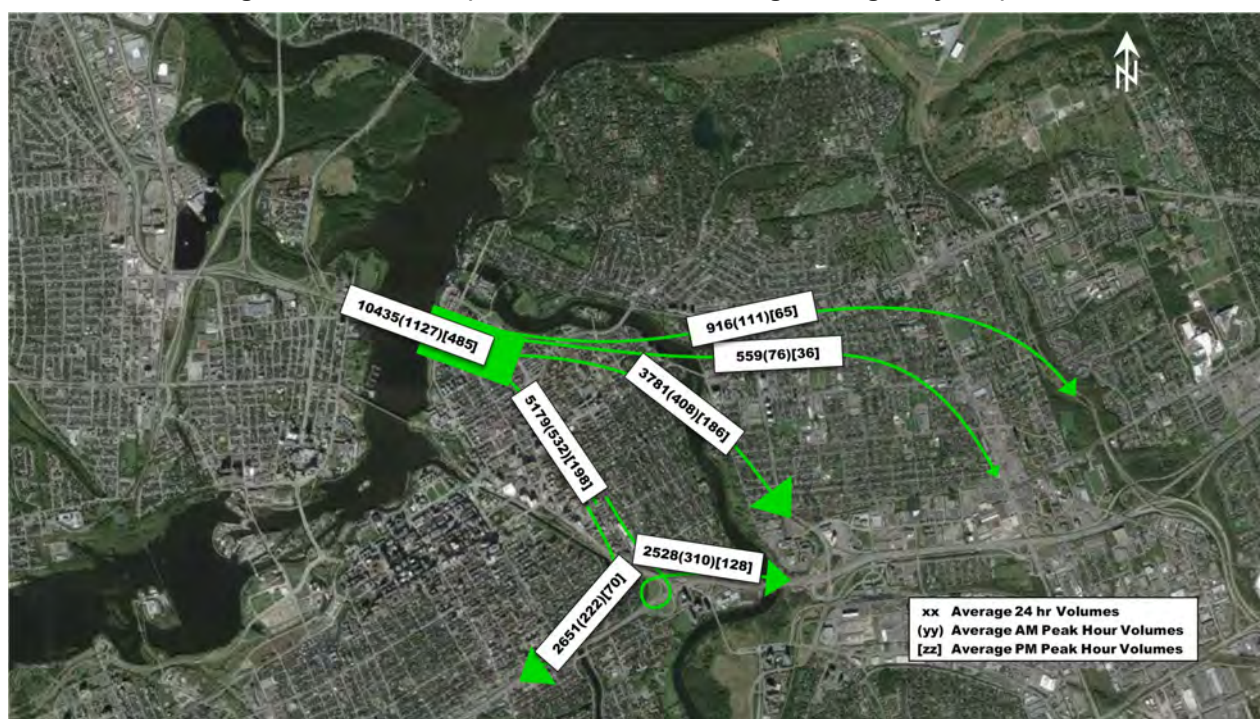 N
10435(1127)[485]
916(111)[65]
559(76)[36]
3781(408)[186]
5179(532)[198]
2528(310)[128]
2651(222)[70]
xx Average 24 hr Volumes
(yy) Average AM Peak Hour Volumes
[zz] Average PM Peak Hour Volumes